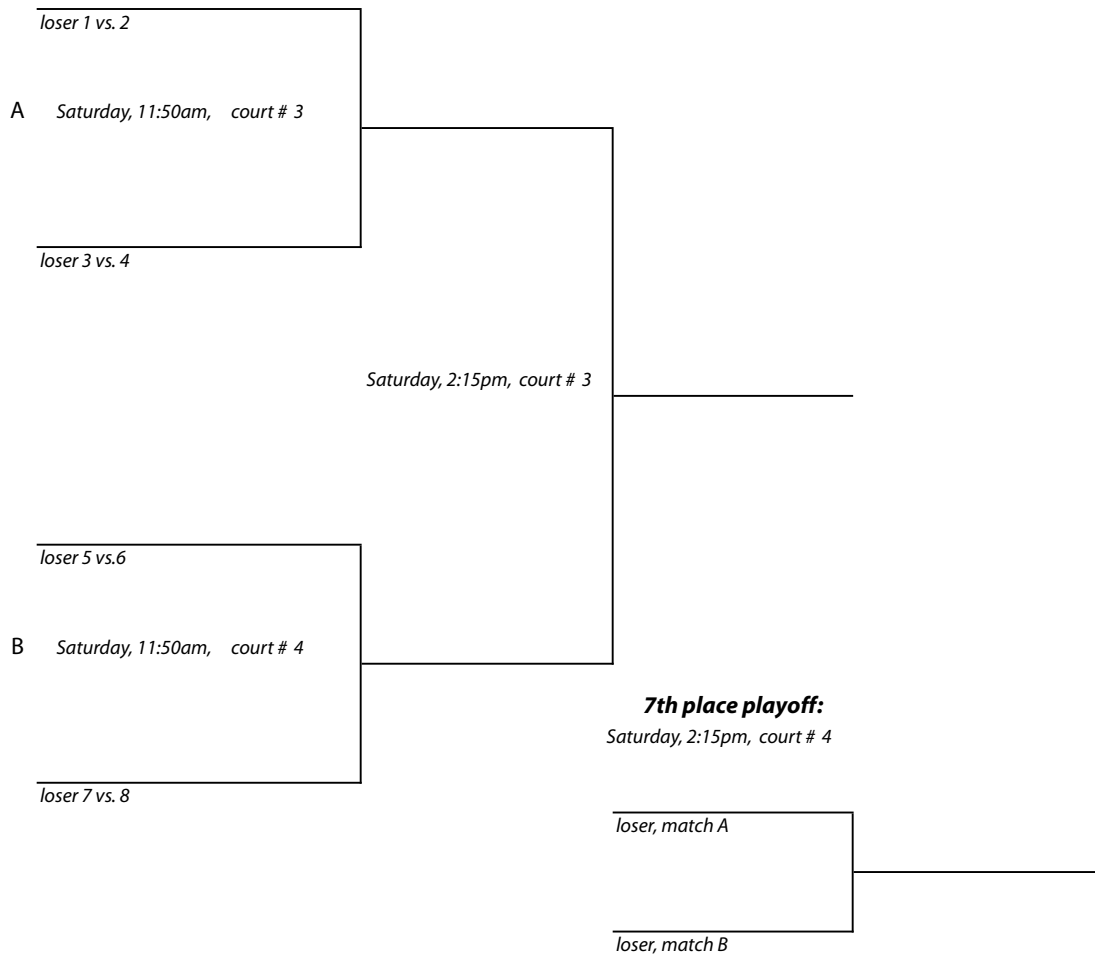 loser 1 vs. 2
A Saturday, 11:50am, court # 3
loser 3 vs. 4
Saturday, 2:15pm, court # 3
loser 5 vs.6
B Saturday, 11:50am, court # 4
7th place playoff:
Saturday, 2:15pm, court # 4
loser 7 vs. 8
loser, match A
loser, match B